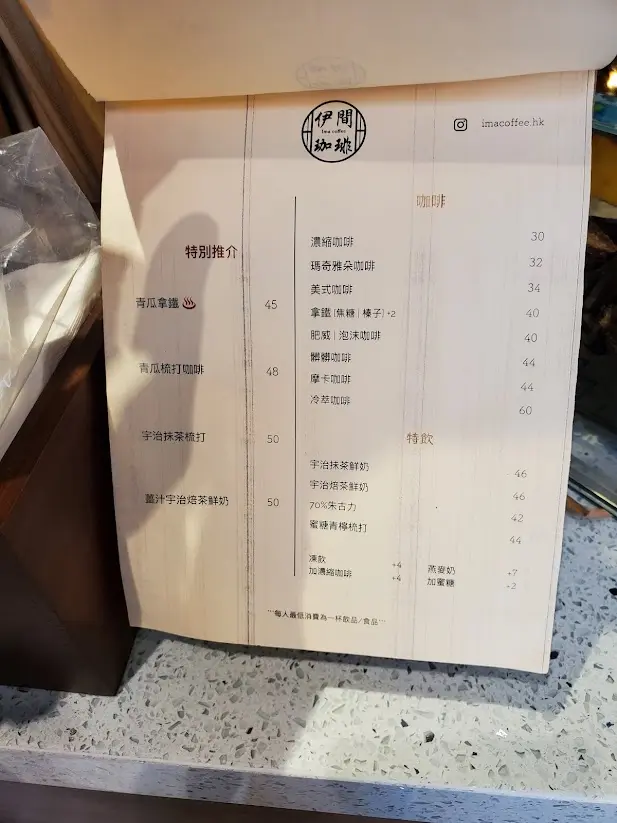 伊間
Ima coffee
珈琲
imacoffee.hk
特別推介
青瓜拿鐵 45
青瓜梳打咖啡 48
宇治抹茶梳打 50
薑汁宇治焙茶鮮奶 50
咖啡
濃縮咖啡 30
瑪奇雅朵咖啡 32
美式咖啡 34
拿鐵 [焦糖 | 榛子] +2 40
肥威 | 泡沫咖啡 40
髒髒咖啡 44
摩卡咖啡 44
冷萃咖啡 60
特飲
宇治抹茶鮮奶 46
宇治焙茶鮮奶 46
70%朱古力 42
蜜糖青檸梳打 44
凍飲 +4
加濃縮咖啡 +4
燕麥奶 +7
加蜜糖 +2
***每人最低消費為一杯飲品/食品***